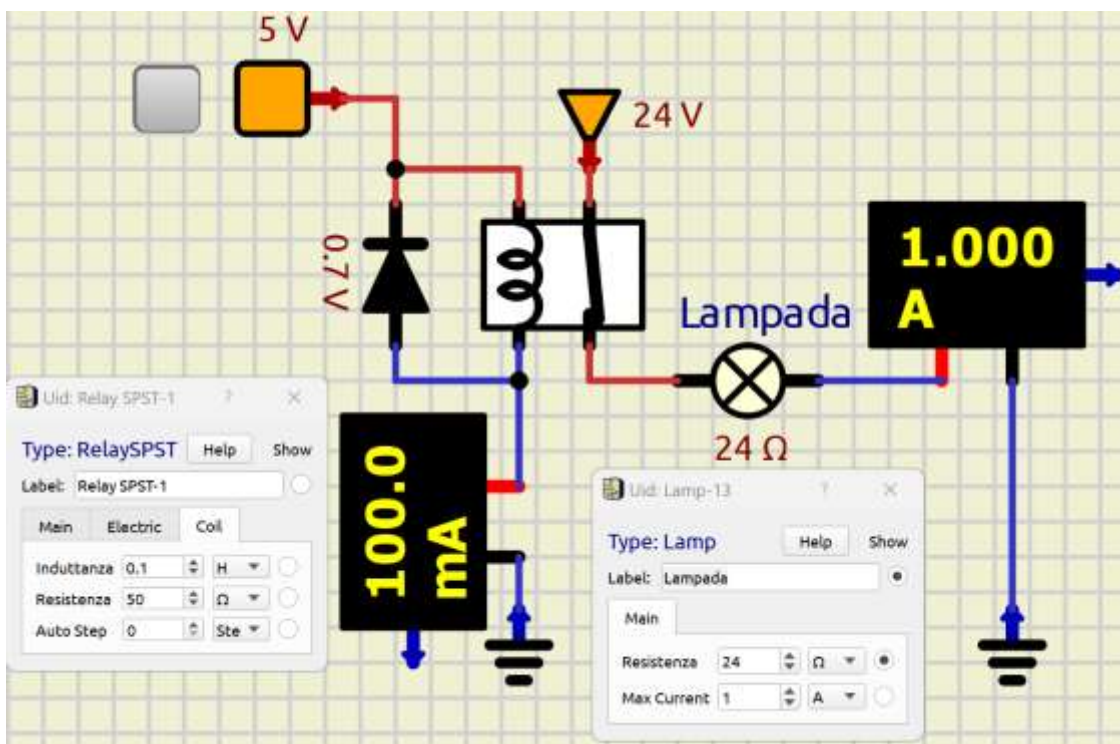 5 V
24 V
0.7 V
1.000
A
Lampada
24 Ω
100.0
mA
Uid: Relay SPST-1 ? ×
Type: RelaySPST Help Show
Label: Relay SPST-1
Main Electric Coil
Induttanza 0.1 H
Resistenza 50 Ω
Auto Step 0 Ste
Uid: Lamp-13 ? ×
Type: Lamp Help Show
Label: Lampada
Main
Resistenza 24 Ω
Max Current 1 A